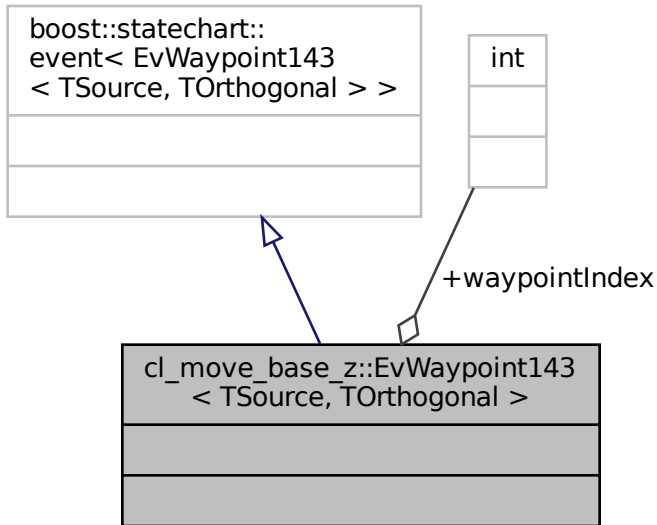 boost::statechart::
event< EvWaypoint143
< TSource, TOrthogonal > >
int
+waypointIndex
cl_move_base_z::EvWaypoint143
< TSource, TOrthogonal >